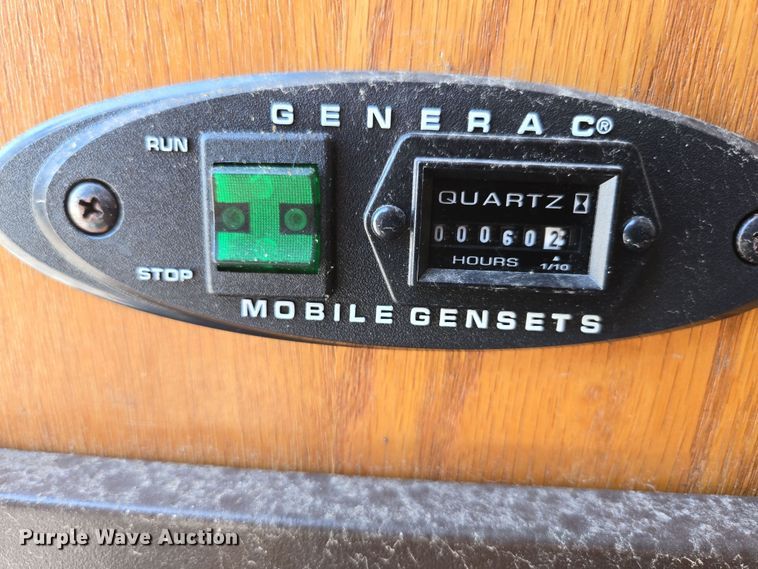 GENERAC®
RUN
QUARTZ
000602
STOP
HOURS 1/10
MOBILE GENSETS
Purple Wave Auction